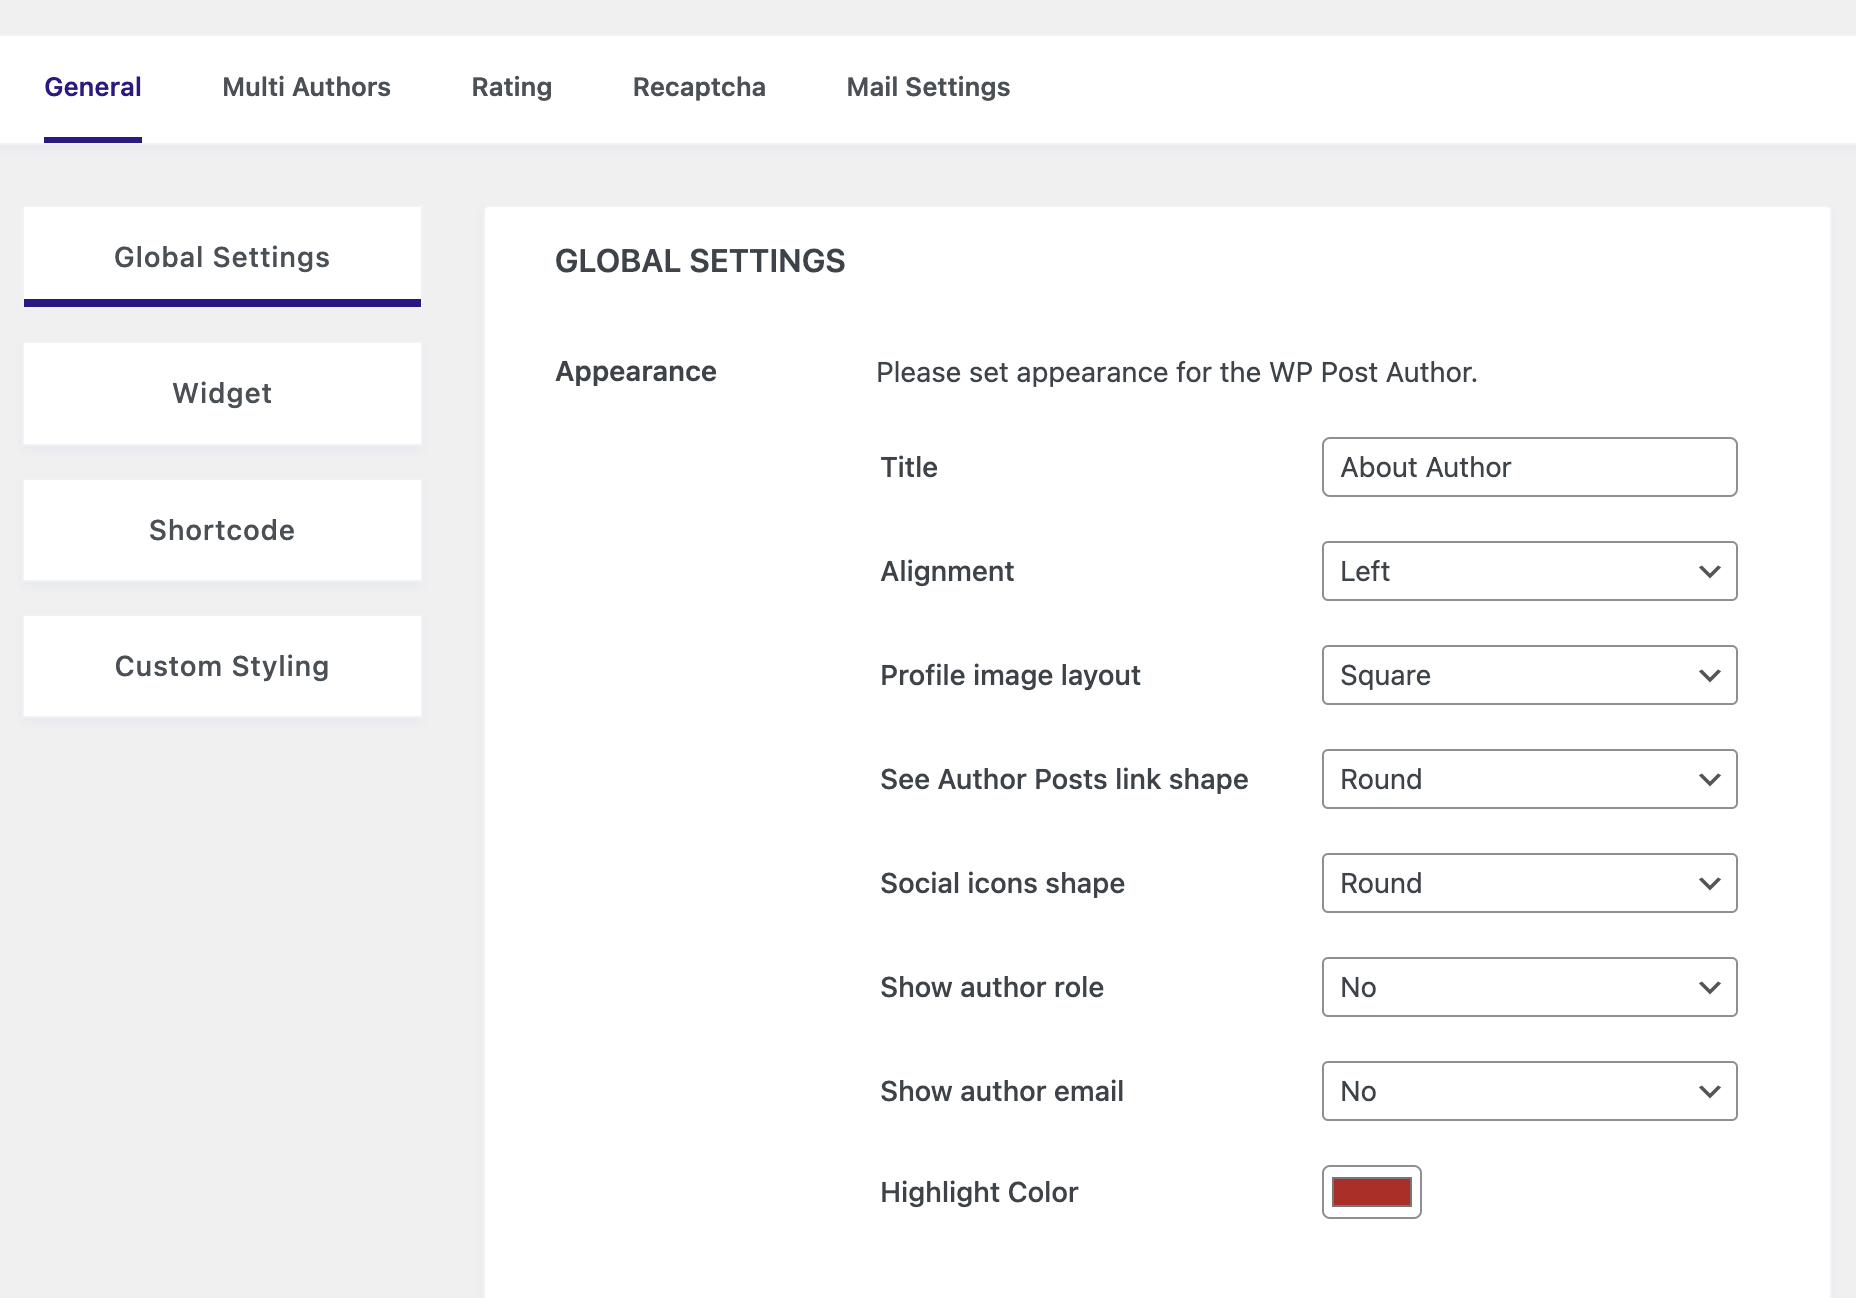 General Multi Authors Rating Recaptcha Mail Settings
Global Settings
Widget
Shortcode
Custom Styling
GLOBAL SETTINGS
Appearance Please set appearance for the WP Post Author.
Title About Author
Alignment Left
Profile image layout Square
See Author Posts link shape Round
Social icons shape Round
Show author role No
Show author email No
Highlight Color